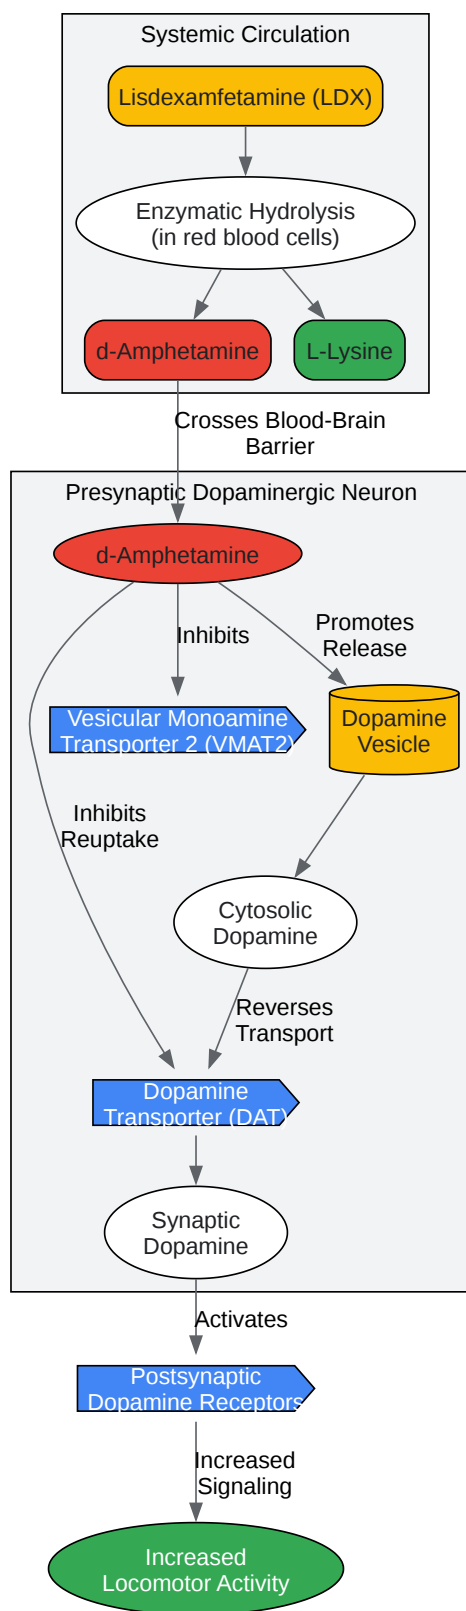 Systemic Circulation
Lisdexamfetamine (LDX)
Enzymatic Hydrolysis
(in red blood cells)
d-Amphetamine
L-Lysine
Crosses Blood-Brain
Barrier
Presynaptic Dopaminergic Neuron
d-Amphetamine
Inhibits
Promotes
Release
Vesicular Monoamine
Transporter 2 (VMAT2)
Dopamine
Vesicle
Inhibits
Reuptake
Cytosolic
Dopamine
Reverses
Transport
Dopamine
Transporter (DAT)
Synaptic
Dopamine
Activates
Postsynaptic
Dopamine Receptors
Increased
Signaling
Increased
Locomotor Activity